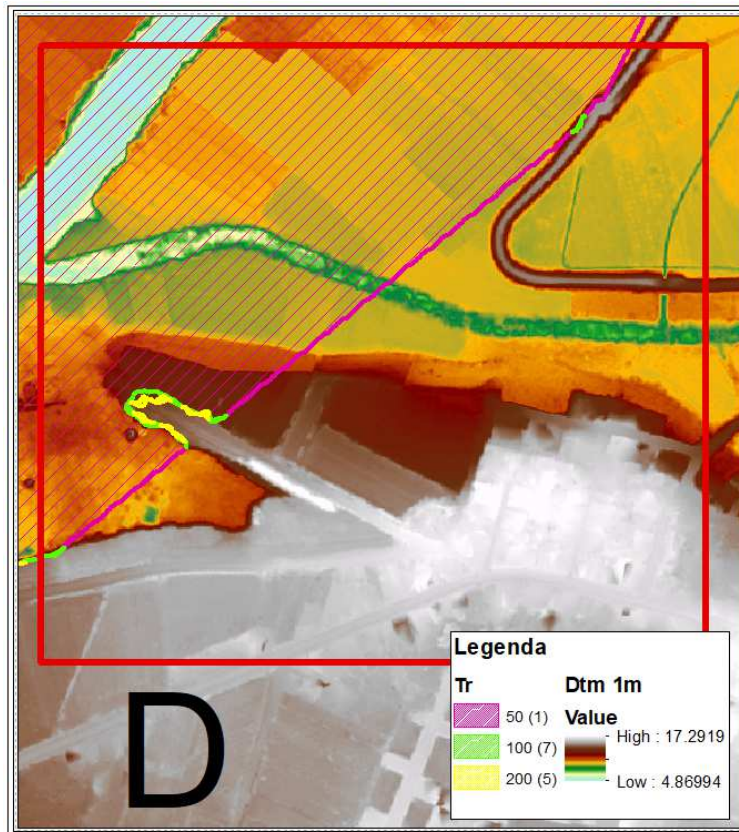 D
Legenda
Tr
50 (1)
100 (7)
200 (5)
Dtm 1m
Value
High : 17.2919
Low : 4.86994